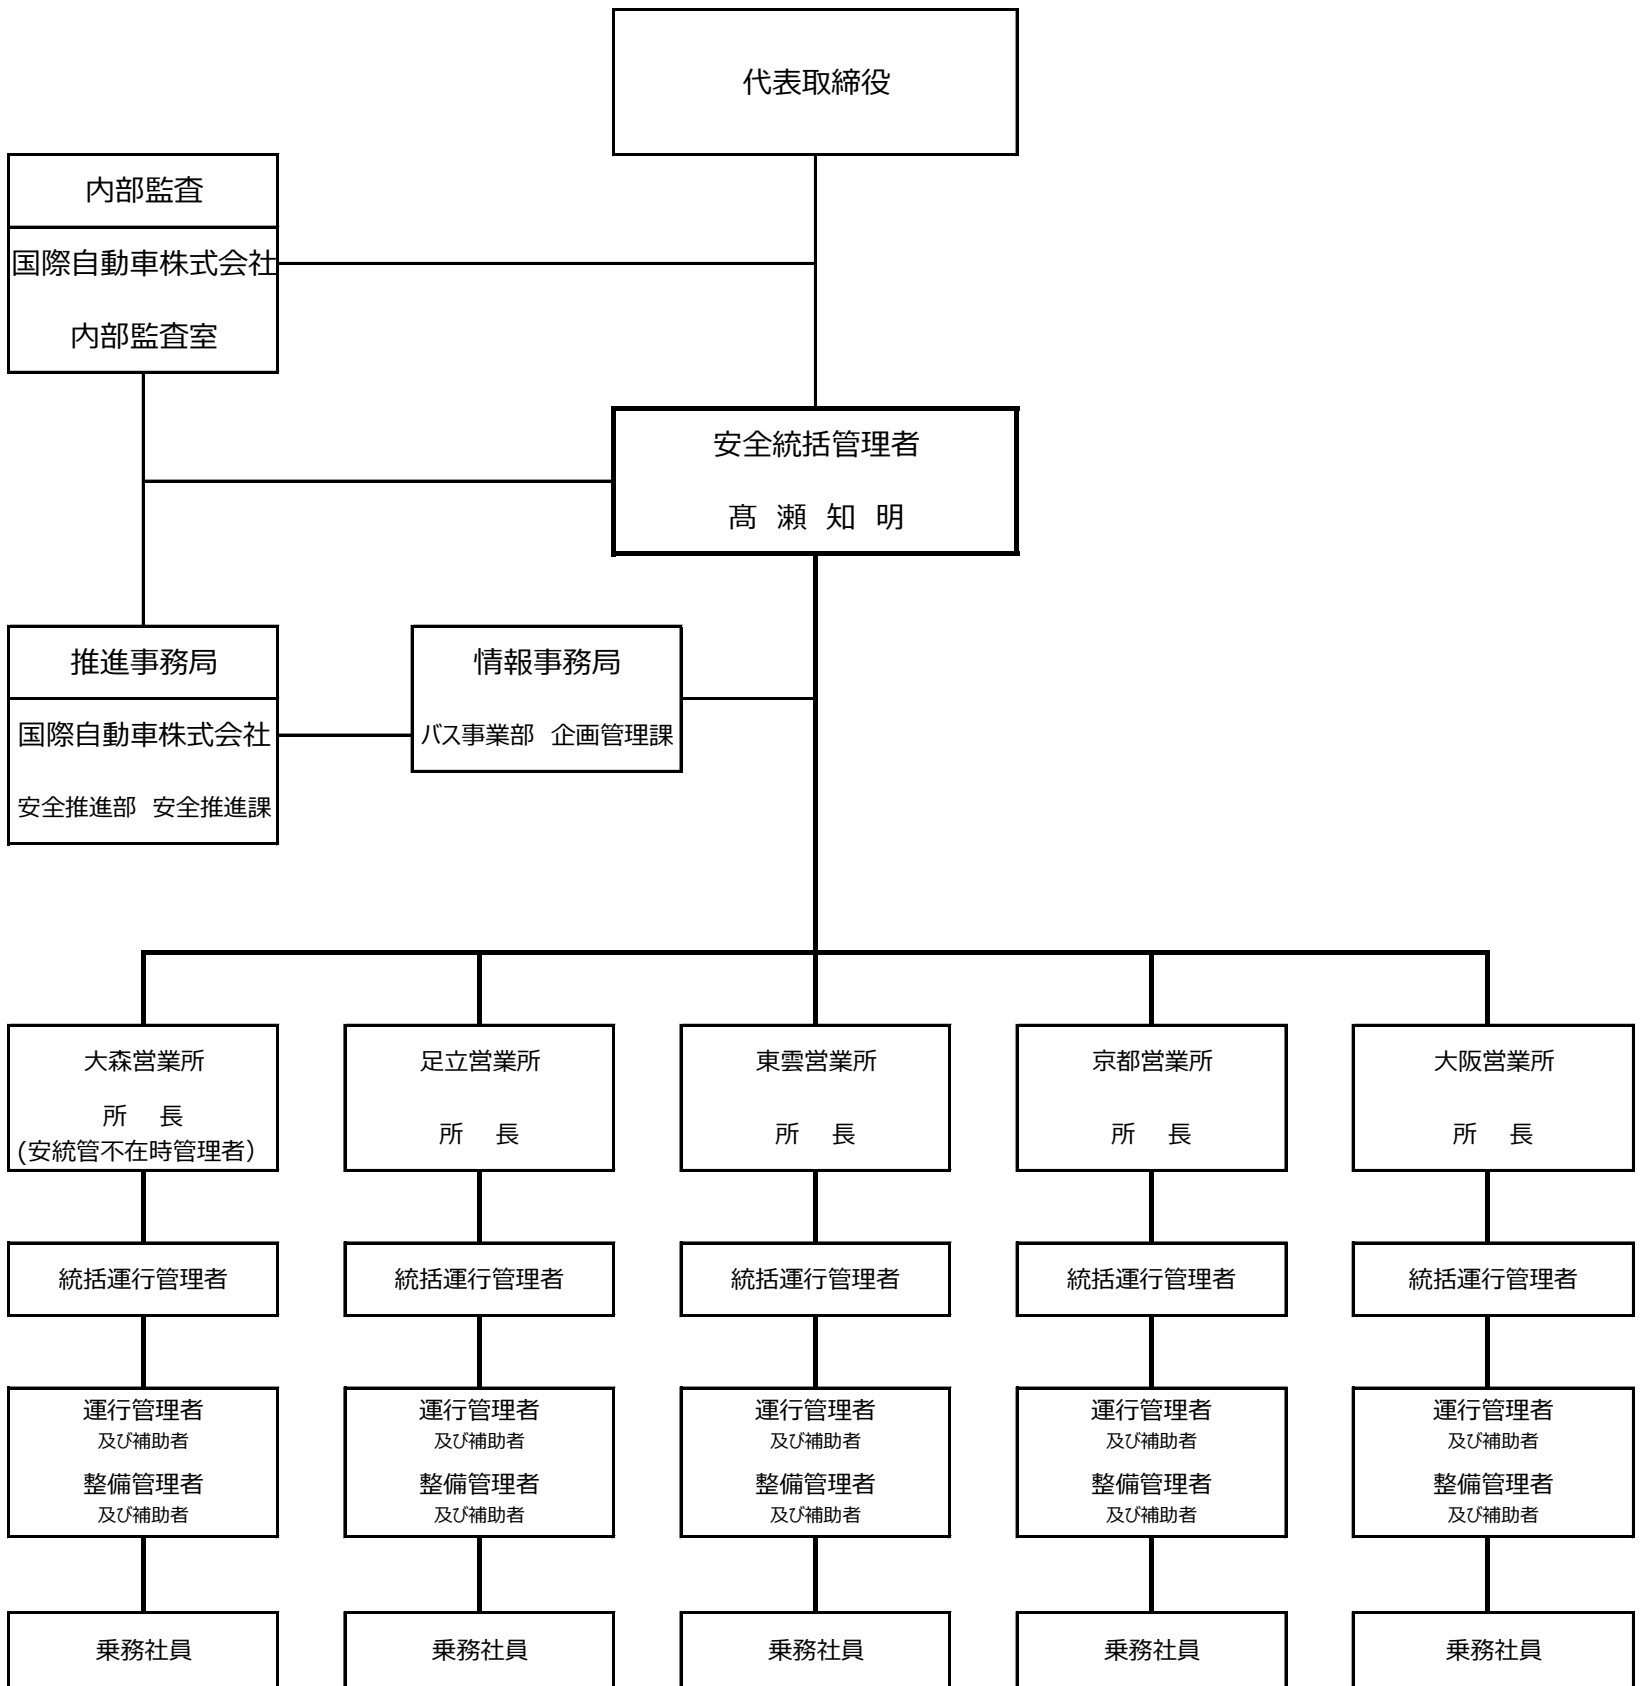 代表取締役
内部監査
国際自動車株式会社
内部監査室
安全統括管理者
髙 瀬 知 明
推進事務局
国際自動車株式会社
安全推進部 安全推進課
情報事務局
バス事業部 企画管理課
大森営業所
所 長
(安統管不在時管理者）
足立営業所
所 長
東雲営業所
所 長
京都営業所
所 長
大阪営業所
所 長
統括運行管理者
統括運行管理者
統括運行管理者
統括運行管理者
統括運行管理者
運行管理者
及び補助者
整備管理者
及び補助者
運行管理者
及び補助者
整備管理者
及び補助者
運行管理者
及び補助者
整備管理者
及び補助者
運行管理者
及び補助者
整備管理者
及び補助者
運行管理者
及び補助者
整備管理者
及び補助者
乗務社員
乗務社員
乗務社員
乗務社員
乗務社員